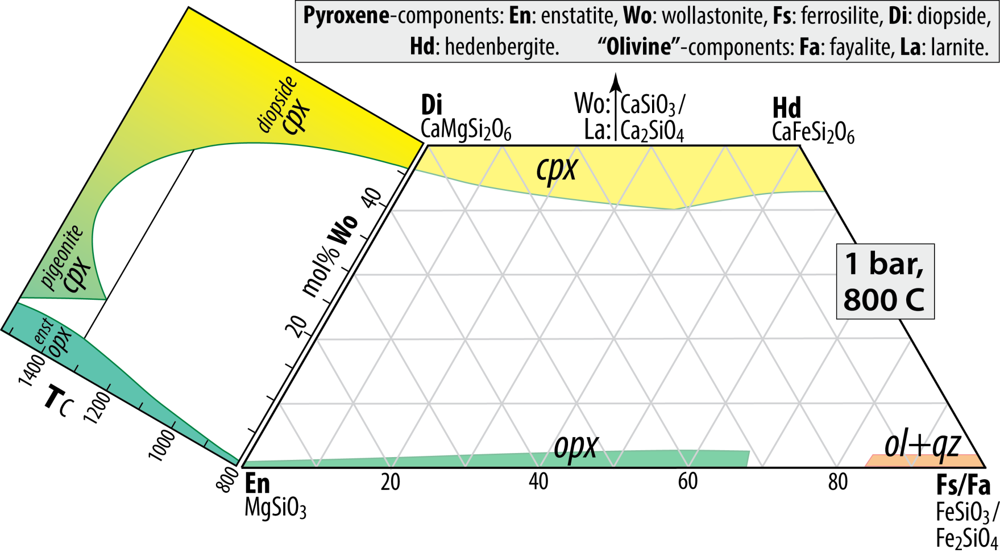 Pyroxene-components: En: enstatite, Wo: wollastonite, Fs: ferrosilite, Di: diopside,
Hd: hedenbergite. “Olivine”-components: Fa: fayalite, La: larnite.
diopside
cpx
pigeonite
cpx
enst
opx
1400
1200
1000
800
T C
mol% Wo
40
20
Di
CaMgSi₂O₆
Wo: CaSiO₃/
La: Ca₂SiO₄
Hd
CaFeSi₂O₆
cpx
1 bar,
800 C
opx
ol+qz
En
MgSiO₃
20
40
60
80
Fs/Fa
FeSiO₃/
Fe₂SiO₄